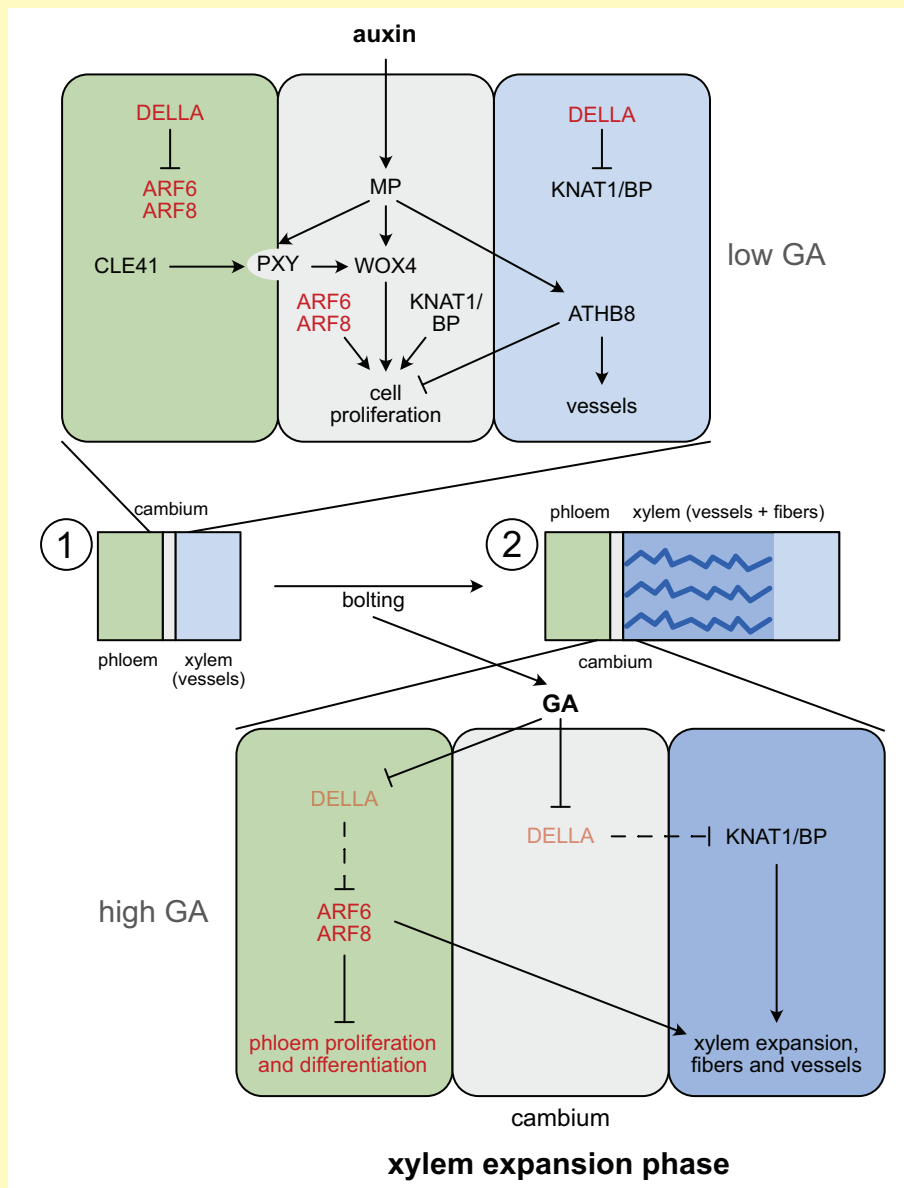 auxin
DELLA
ARF6
ARF8
CLE41
PXY
MP
WOX4
ARF6
ARF8
KNAT1/
BP
cell
proliferation
DELLA
KNAT1/BP
ATHB8
vessels
low GA
1
cambium
phloem
xylem
(vessels)
bolting
2
phloem
xylem (vessels + fibers)
cambium
GA
high GA
DELLA
ARF6
ARF8
phloem proliferation
and differentiation
DELLA
KNAT1/BP
xylem expansion,
fibers and vessels
cambium
xylem expansion phase